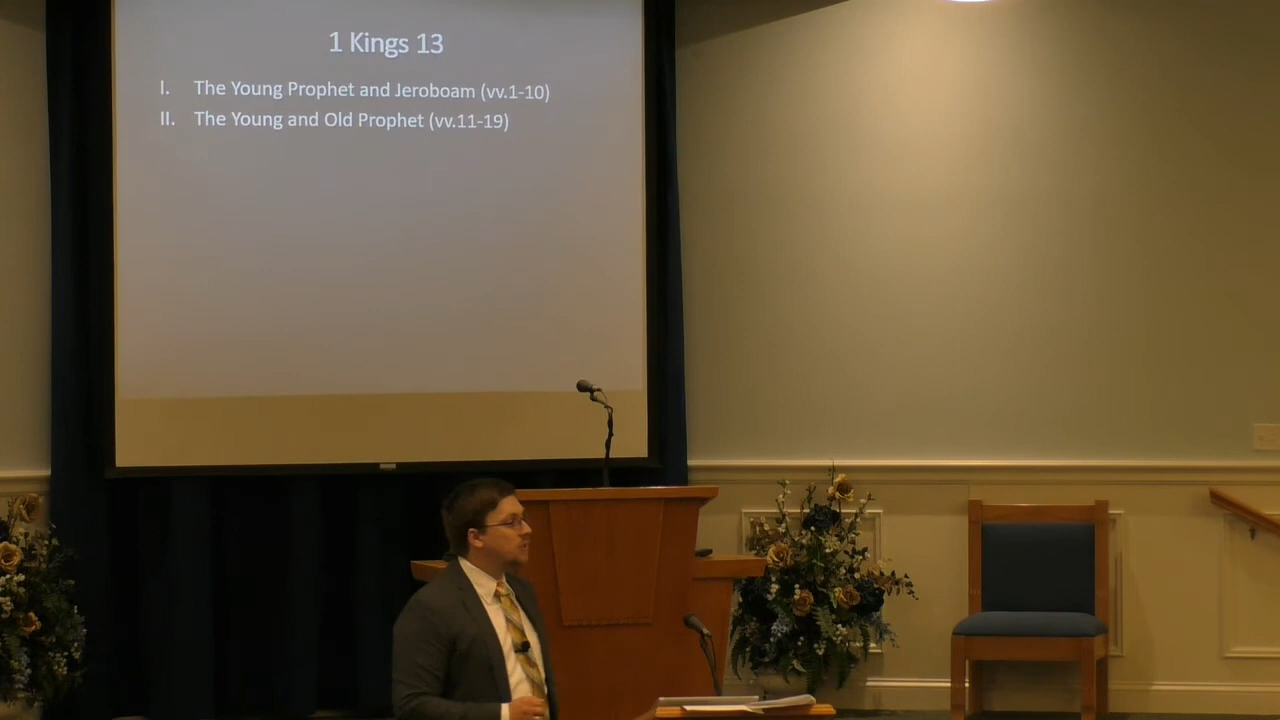 1 Kings 13
I. The Young Prophet and Jeroboam (vv.1-10)
II. The Young and Old Prophet (vv.11-19)